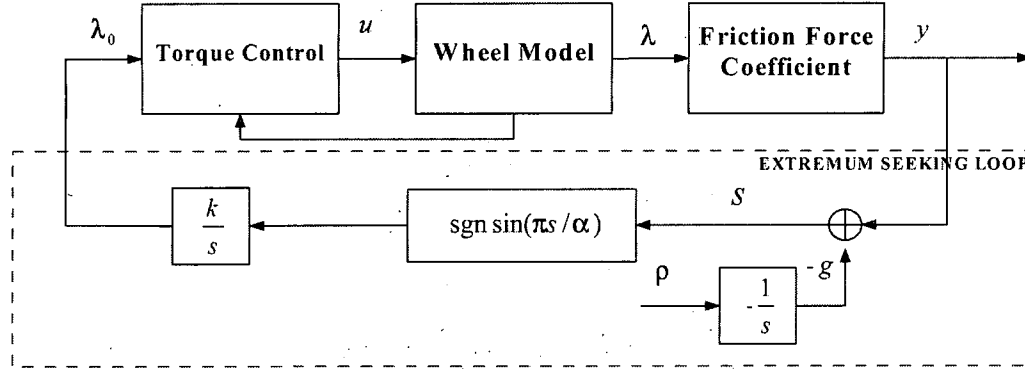 λ₀
Torque Control
u
Wheel Model
λ
Friction Force
Coefficient
y
EXTREMUM SEEKING LOOP
k
s
sgn sin(πs/α)
s
ρ
- 1
s
-g